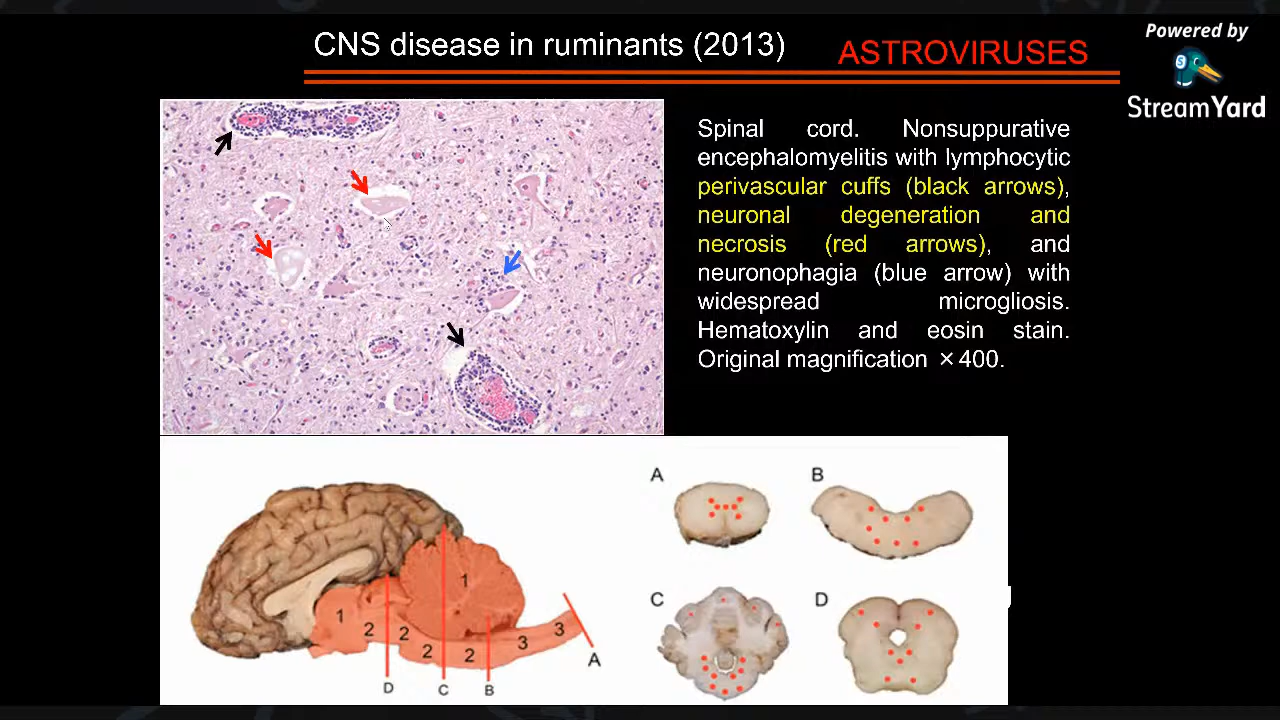 CNS disease in ruminants (2013)
ASTROVIRUSES
Powered by
StreamYard
Spinal cord. Nonsuppurative
encephalomyelitis with lymphocytic
perivascular cuffs (black arrows),
neuronal degeneration and
necrosis (red arrows), and
neuronophagia (blue arrow) with
widespread microgliosis.
Hematoxylin and eosin stain.
Original magnification ×400.
A
B
C
D
1
1
2
2
2
2
3
3
A
D
C
B